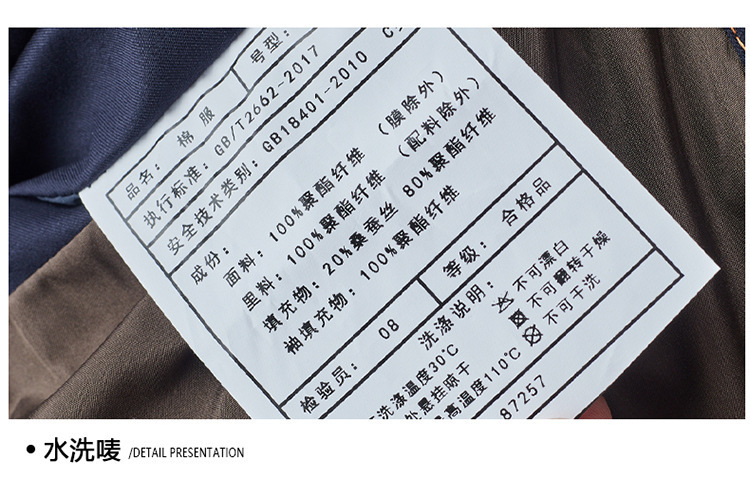 号型:
品名: 棉服
执行标准: GB/T2662-2017
安全技术类别: GB18401-2010 C
成份:
面料: 100%聚酯纤维 (膜除外)
里料: 100%聚酯纤维 (配料除外)
填充物: 20%桑蚕丝 80%聚酯纤维
袖填充物: 100%聚酯纤维
等级: 合格品
检验员: 08
洗涤说明: 不可漂白
洗涤温度30℃ 不可翻转干燥
处悬挂晾干 不可干洗
高温度110℃
87257
• 水洗唛 /DETAIL PRESENTATION